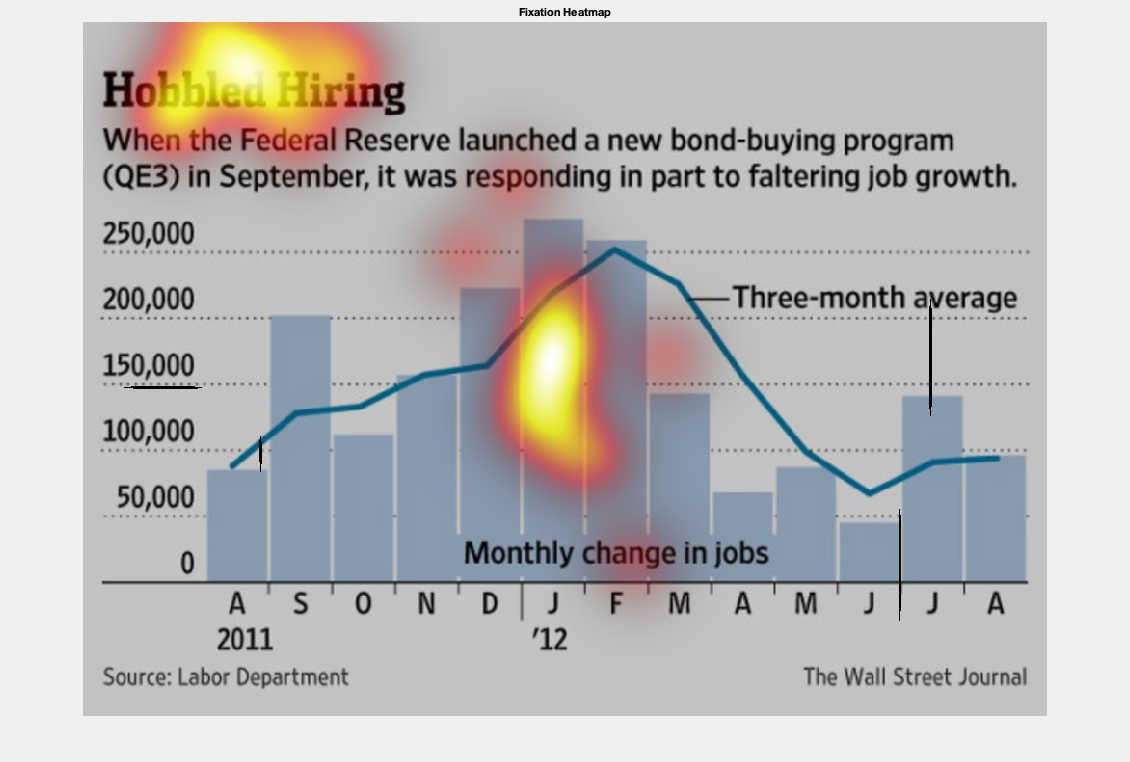 Fixation Heatmap
Hobbled Hiring
When the Federal Reserve launched a new bond-buying program
(QE3) in September, it was responding in part to faltering job growth.
250,000
200,000
Three-month average
150,000
100,000
50,000
Monthly change in jobs
0
A S O N D J F M A M J J A
2011 '12
Source: Labor Department The Wall Street Journal